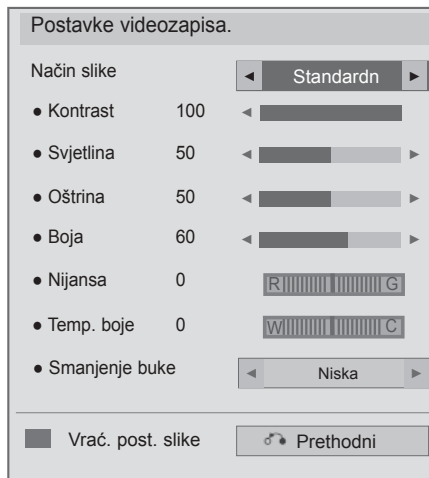 Postavke videozapisa.
Način slike ◄ Standardn ►
● Kontrast 100 ◄
● Svjetlina 50 ◄ ►
● Oštrina 50 ◄ ►
● Boja 60 ◄ ►
● Nijansa 0 R G
● Temp. boje 0 W C
● Smanjenje buke ◄ Niska ►
Vrać. post. slike Prethodni